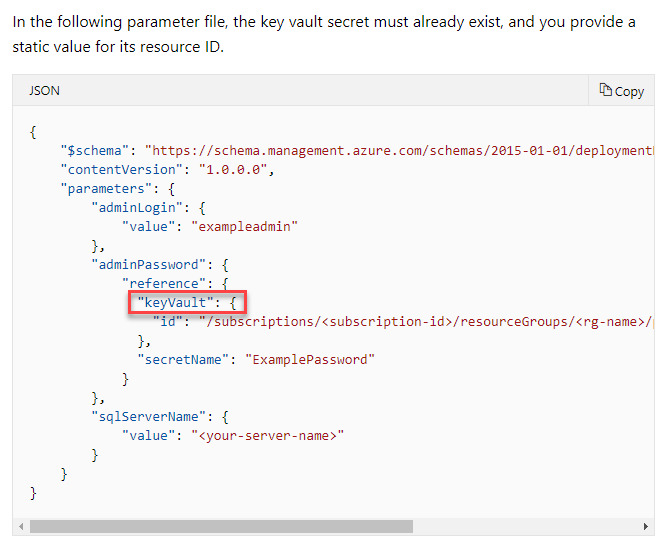 In the following parameter file, the key vault secret must already exist, and you provide a
static value for its resource ID.
JSON
Copy
{
    "$schema": "https://schema.management.azure.com/schemas/2015-01-01/deployment
    "contentVersion": "1.0.0.0",
    "parameters": {
        "adminLogin": {
            "value": "exampleadmin"
        },
        "adminPassword": {
            "reference": {
              "keyVault": {
                "id": "/subscriptions/<subscription-id>/resourceGroups/<rg-name>/
              },
              "secretName": "ExamplePassword"
            }
        },
        "sqlServerName": {
            "value": "<your-server-name>"
        }
    }
}